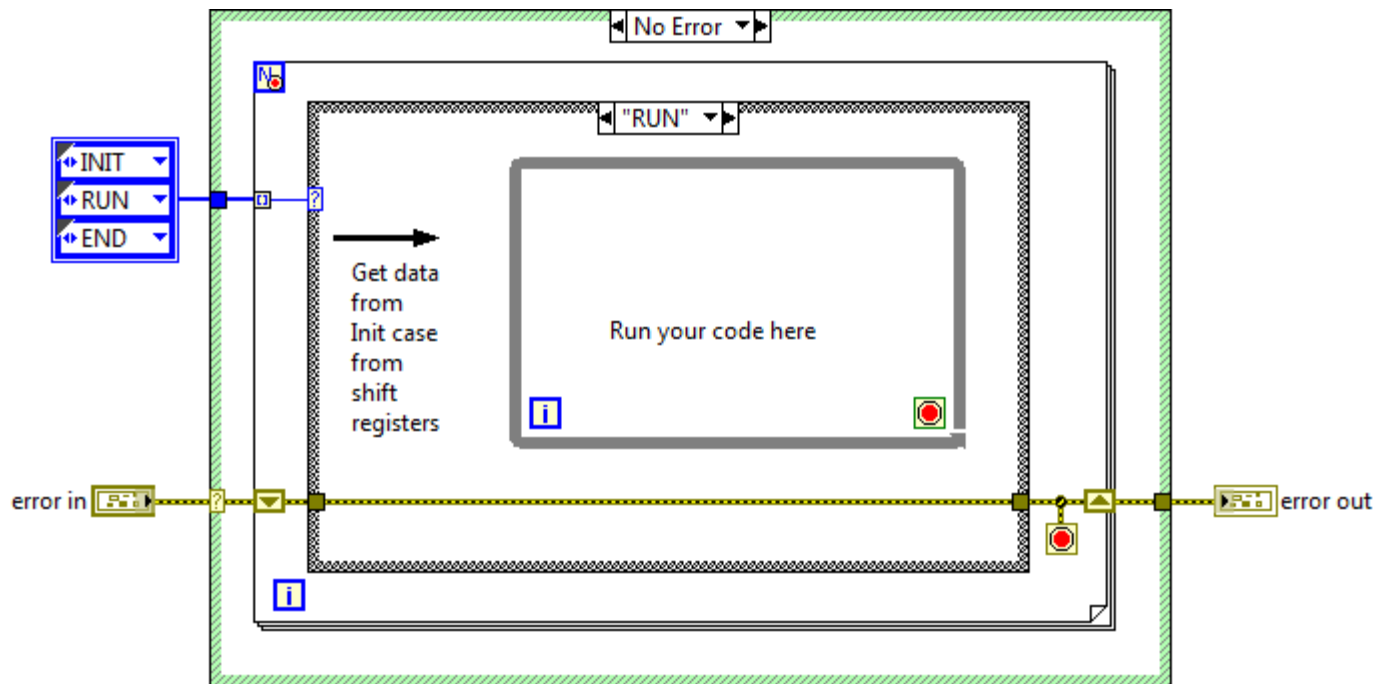 No Error
N
"RUN"
INIT
RUN
END
?
Get data
from
Init case
from
shift
registers
Run your code here
i
error in
?
error out
i